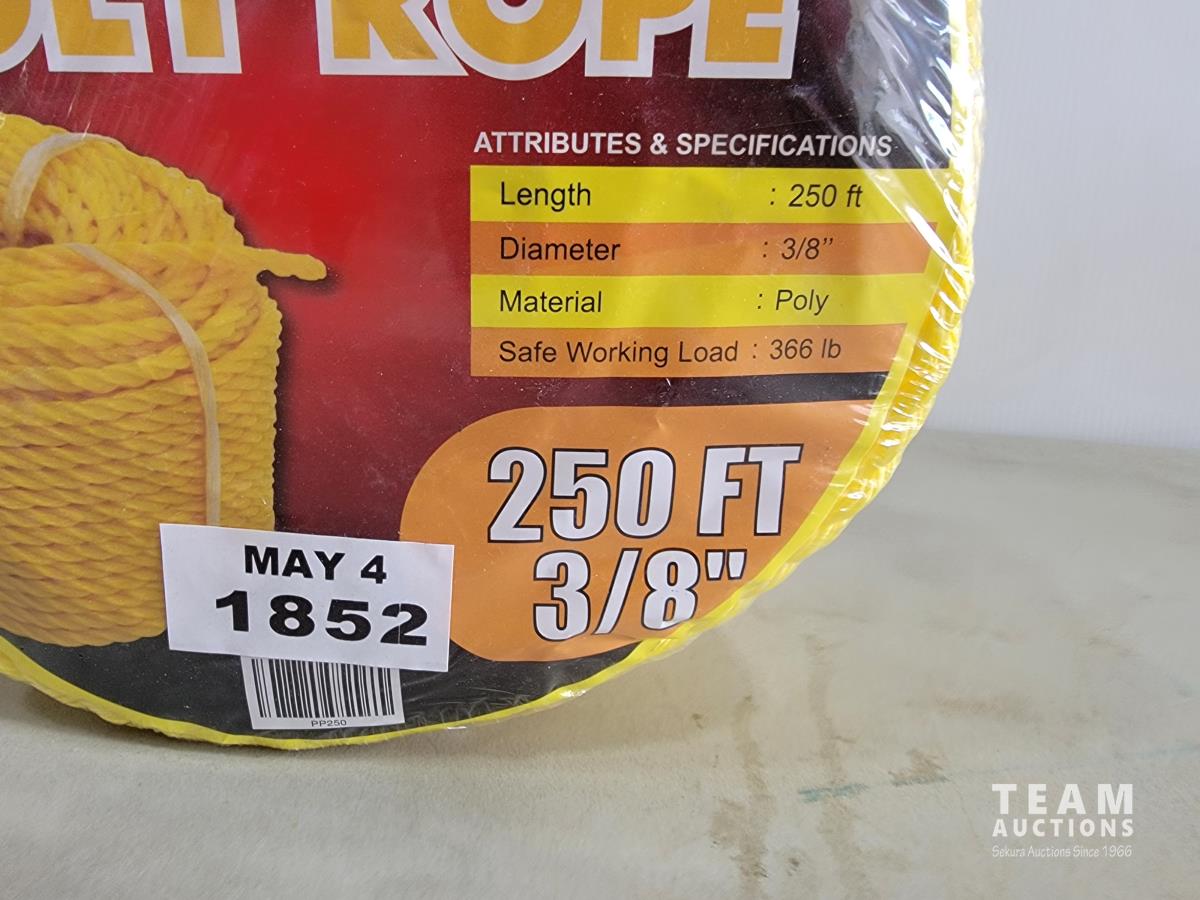 ROPE
ATTRIBUTES & SPECIFICATIONS
Length : 250 ft
Diameter : 3/8”
Material : Poly
Safe Working Load : 366 lb
250 FT
3/8"
MAY 4
1852
PP250
TEAM
AUCTIONS
Sekura Auctions Since 1966